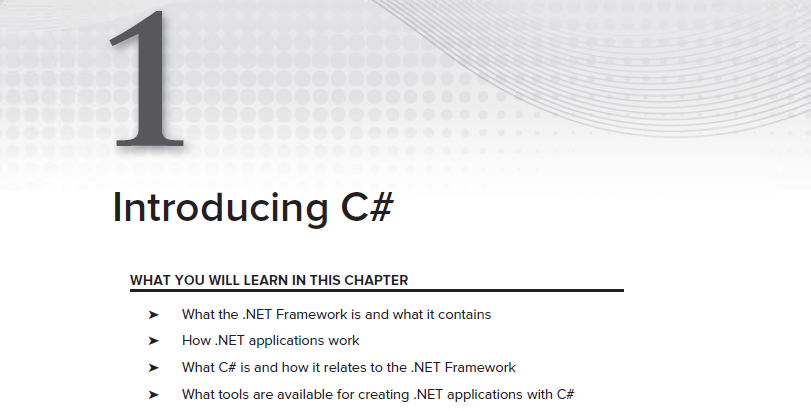 1
Introducing C#
WHAT YOU WILL LEARN IN THIS CHAPTER
➤ What the .NET Framework is and what it contains
➤ How .NET applications work
➤ What C# is and how it relates to the .NET Framework
➤ What tools are available for creating .NET applications with C#